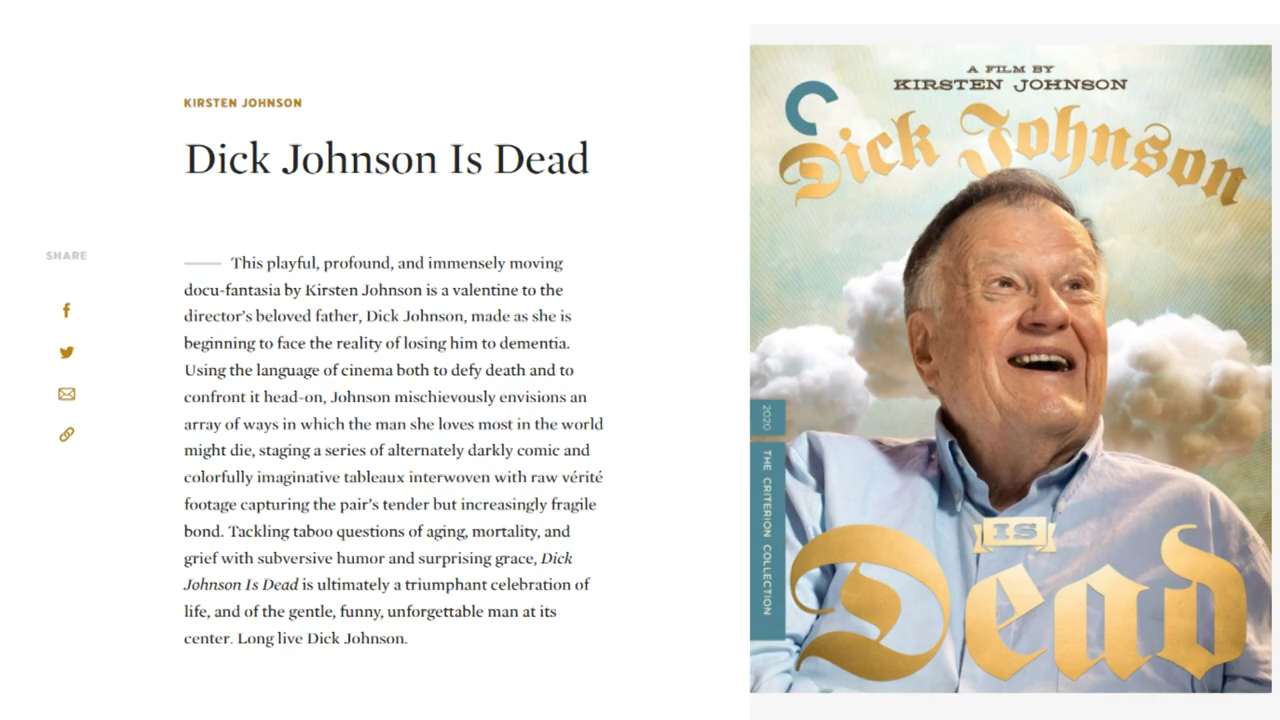 KIRSTEN JOHNSON
Dick Johnson Is Dead
SHARE
This playful, profound, and immensely moving
docu-fantasia by Kirsten Johnson is a valentine to the
director’s beloved father, Dick Johnson, made as she is
beginning to face the reality of losing him to dementia.
Using the language of cinema both to defy death and to
confront it head-on, Johnson mischievously envisions an
array of ways in which the man she loves most in the world
might die, staging a series of alternately darkly comic and
colorfully imaginative tableaux interwoven with raw vérité
footage capturing the pair’s tender but increasingly fragile
bond. Tackling taboo questions of aging, mortality, and
grief with subversive humor and surprising grace, Dick
Johnson Is Dead is ultimately a triumphant celebration of
life, and of the gentle, funny, unforgettable man at its
center. Long live Dick Johnson.
A FILM BY
KIRSTEN JOHNSON
Dick Johnson
IS
Dead
2020
THE CRITERION COLLECTION